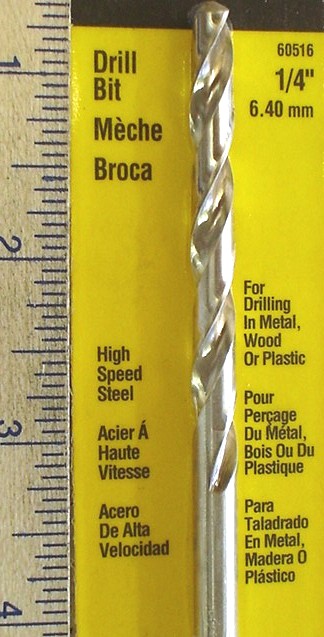 60516
1/4"
6.40 mm
Drill
Bit
Mèche
Broca
For
Drilling
In Metal,
Wood
Or Plastic
High
Speed
Steel
Pour
Perçage
Du Métal,
Bois Ou Du
Plastique
Acier Á
Haute
Vitesse
Para
Taladrado
En Metal,
Madera O
Plástico
Acero
De Alta
Velocidad
1
2
3
4